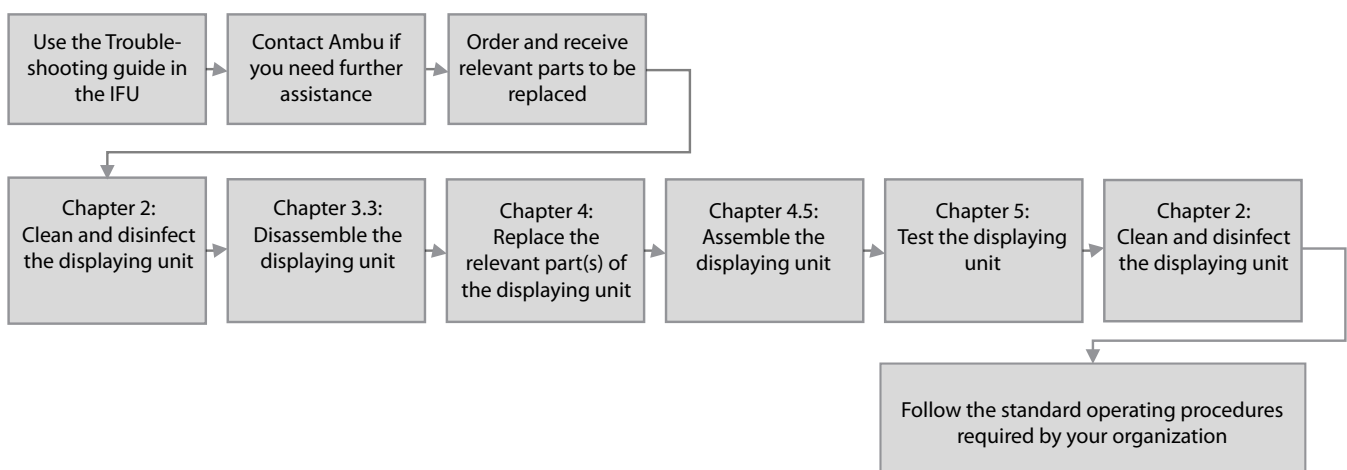 Use the Trouble-
shooting guide in
the IFU
Contact Ambu if
you need further
assistance
Order and receive
relevant parts to be
replaced
Chapter 2:
Clean and disinfect
the displaying unit
Chapter 3.3:
Disassemble the
displaying unit
Chapter 4:
Replace the
relevant part(s) of
the displaying unit
Chapter 4.5:
Assemble the
displaying unit
Chapter 5:
Test the displaying
unit
Chapter 2:
Clean and disinfect
the displaying unit
Follow the standard operating procedures
required by your organization